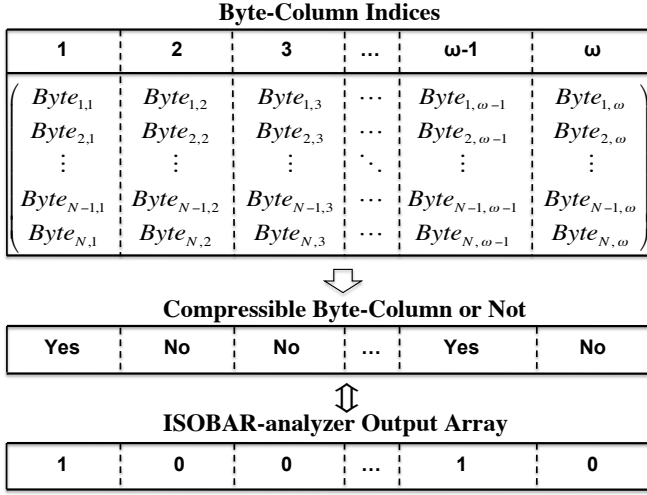 Byte-Column Indices
1 2 3 ... ω-1 ω
Byte1,1 Byte1,2 Byte1,3 ⋯ Byte1,ω−1 Byte1,ω
Byte2,1 Byte2,2 Byte2,3 ⋯ Byte2,ω−1 Byte2,ω
⋮ ⋮ ⋮ ⋱ ⋮ ⋮
ByteN−1,1 ByteN−1,2 ByteN−1,3 ⋯ ByteN−1,ω−1 ByteN−1,ω
ByteN,1 ByteN,2 ByteN,3 ⋯ ByteN,ω−1 ByteN,ω
Compressible Byte-Column or Not
Yes No No ... Yes No
ISOBAR-analyzer Output Array
1 0 0 ... 1 0